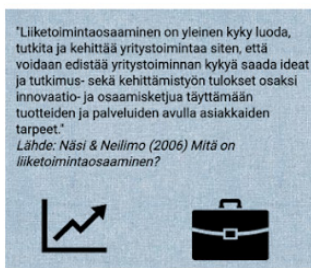 "Liiketoimintaosaaminen on yleinen kyky luoda,
tutkita ja kehittää yritystoimintaa siten, että
voidaan edistää yritystoiminnan kykyä saada ideat
ja tutkimus- sekä kehittämistyön tulokset osaksi
innovaatio- ja osaamisketjua täyttämään
tuotteiden ja palveluiden avulla asiakkaiden
tarpeet."
Lähde: Näsi & Neilimo (2006) Mitä on
liiketoimintaosaaminen?